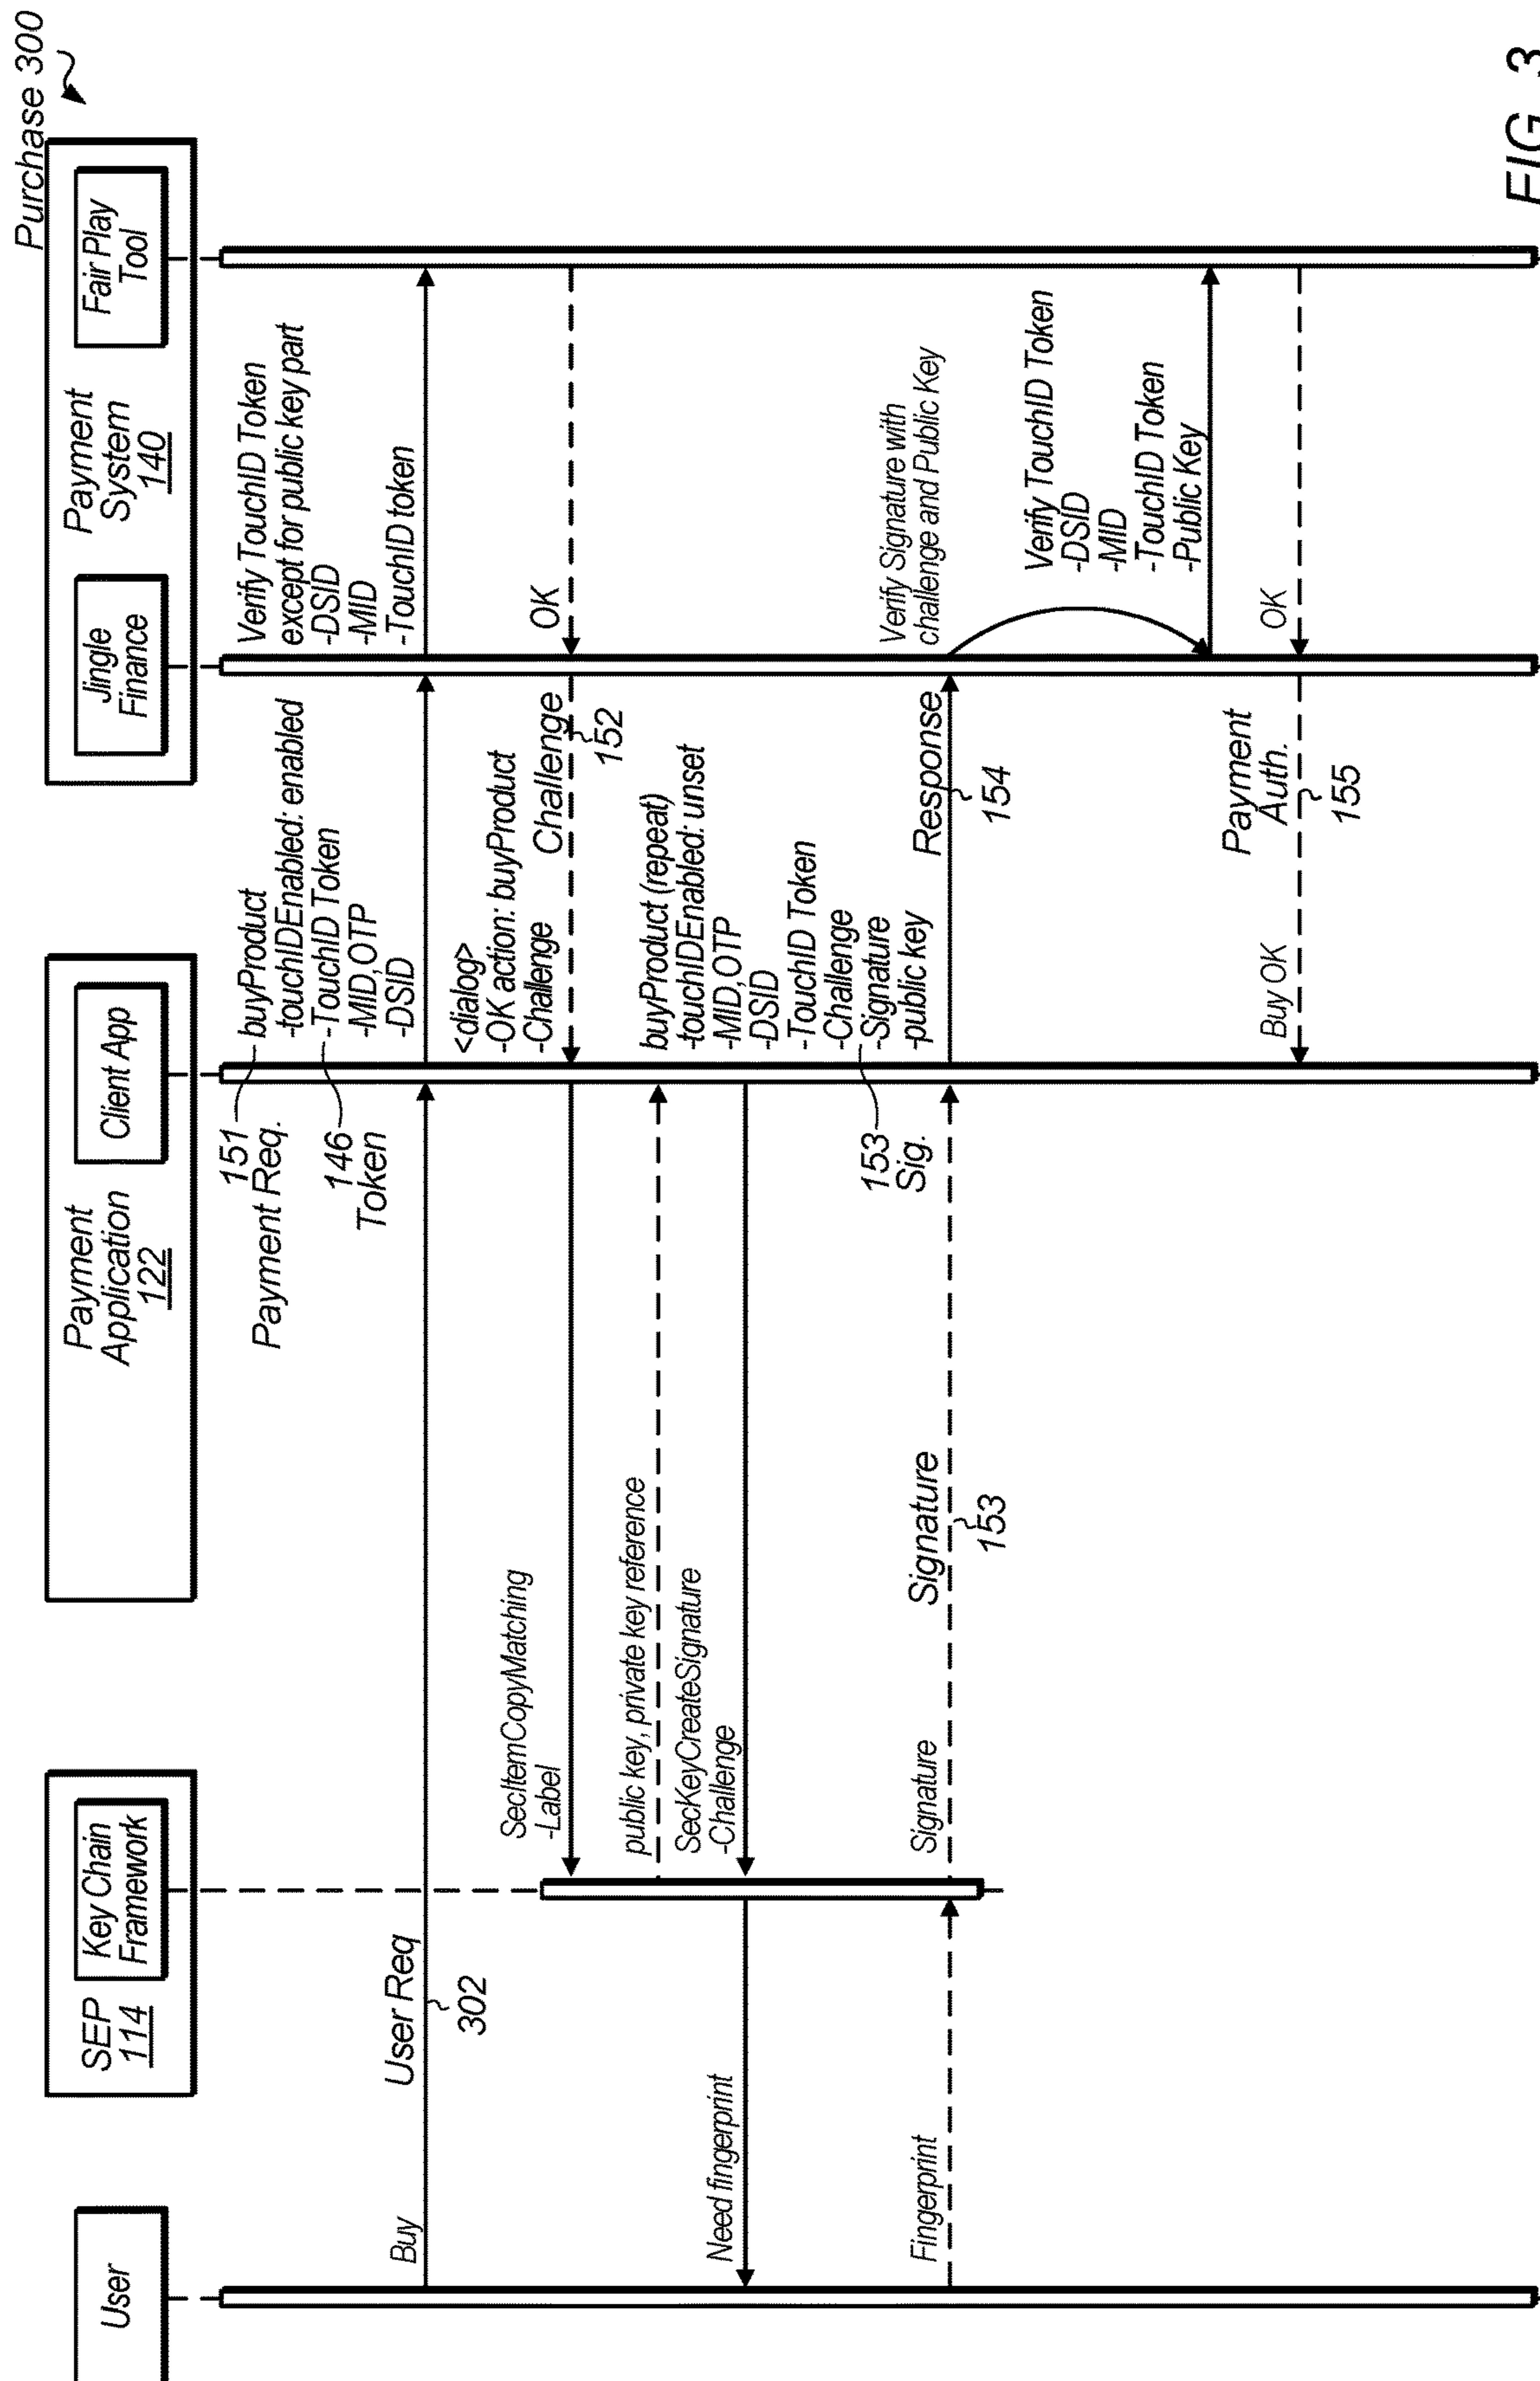 Purchase 300
User
SEP
114
Key Chain
Framework
Payment
Application
122
Client App
Payment
System
140
Jingle
Finance
Fair Play
Tool
151
Payment Req.
146
Token
buyProduct
-touchIDEnabled: enabled
-TouchID Token
-MID,OTP
-DSID
Verify TouchID Token
except for public key part
-DSID
-MID
-TouchID token
Buy
User Req
302
SecItemCopyMatching
-Label
<dialog>
-OK action: buyProduct
-Challenge
Challenge
152
OK
public key, private key reference
SecKeyCreateSignature
-Challenge
Need fingerprint
buyProduct (repeat)
-touchIDEnabled: unset
-MID,OTP
-DSID
-TouchID Token
-Challenge
-Signature
-public key
153
Sig.
Fingerprint
Signature
Signature
153
Response
154
Verify Signature with
challenge and Public Key
Verify TouchID Token
-DSID
-MID
-TouchID Token
-Public Key
Buy OK
Payment
Auth.
155
OK
FIG. 3